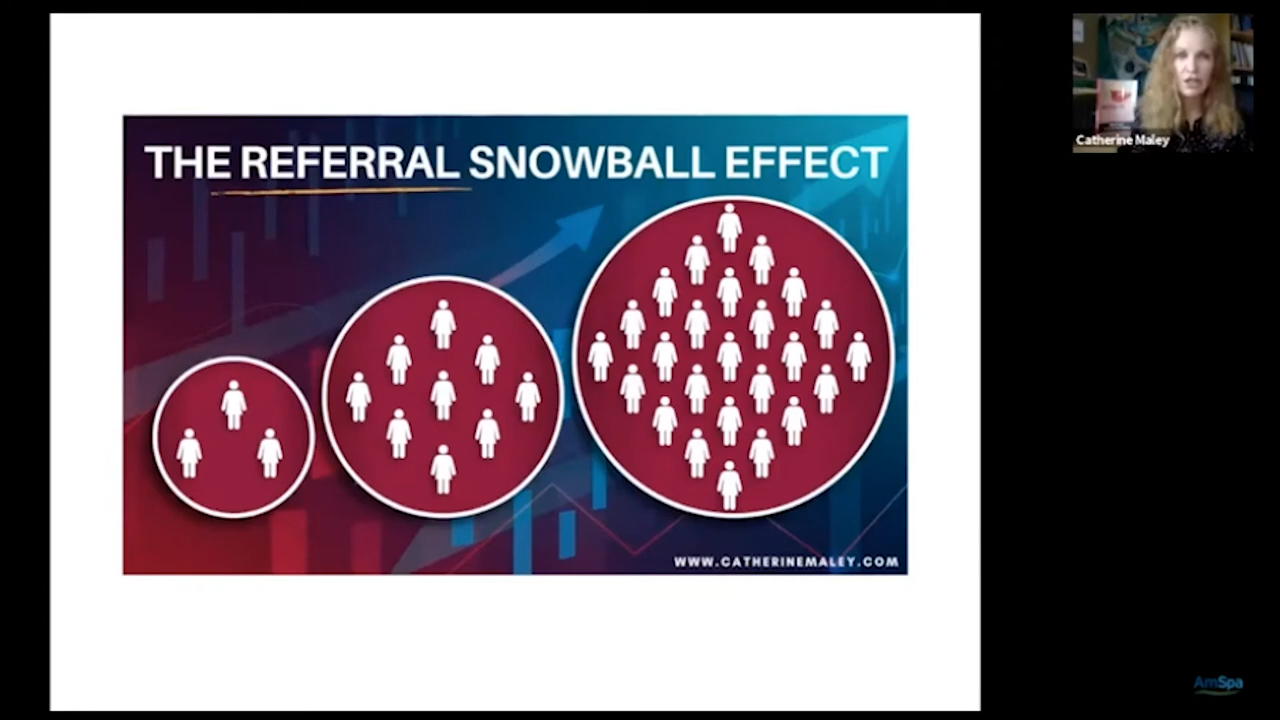 THE REFERRAL SNOWBALL EFFECT
WWW.CATHERINEMALEY.COM
Catherine Maley
AmSpa